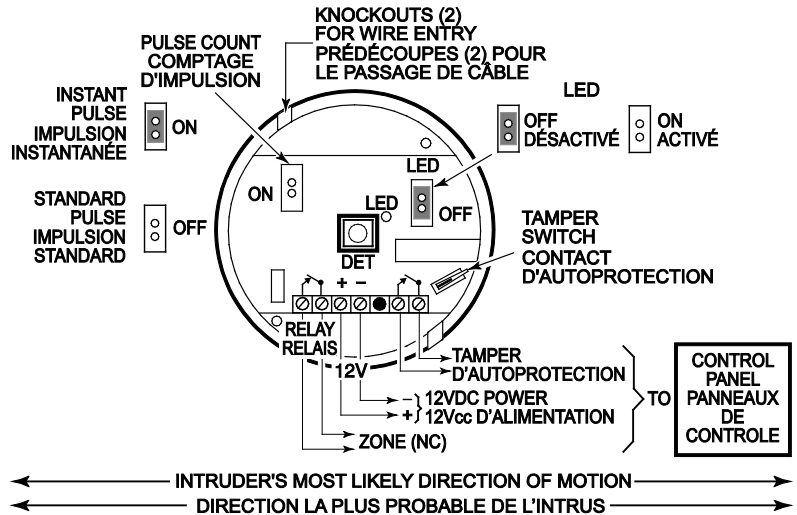 KNOCKOUTS (2)
FOR WIRE ENTRY
PRÉDÉCOUPES (2) POUR
LE PASSAGE DE CÂBLE
PULSE COUNT
COMPTAGE
D'IMPULSION
INSTANT
PULSE
IMPULSION
INSTANTANÉE
ON
STANDARD
PULSE
IMPULSION
STANDARD
OFF
LED
OFF
DÉSACTIVÉ
ON
ACTIVÉ
ON
LED
OFF
LED
DET
TAMPER
SWITCH
CONTACT
D'AUTOPROTECTION
+ –
RELAY
RELAIS
12V
TAMPER
D'AUTOPROTECTION
– 12VDC POWER
+ 12Vcc D'ALIMENTATION
ZONE (NC)
TO
CONTROL
PANEL
PANNEAUX
DE
CONTROLE
INTRUDER'S MOST LIKELY DIRECTION OF MOTION
DIRECTION LA PLUS PROBABLE DE L'INTRUS